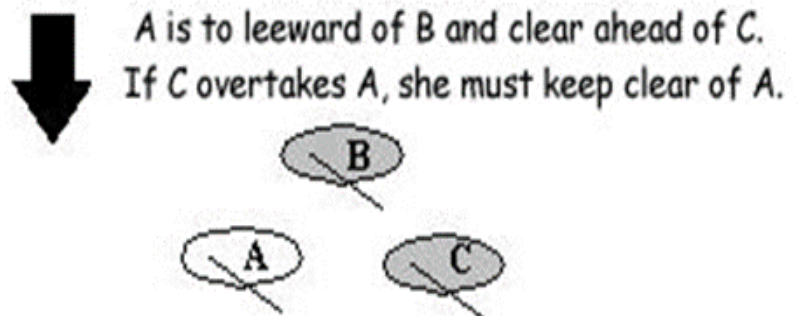 A is to leeward of B and clear ahead of C.
If C overtakes A, she must keep clear of A.
B
A
C